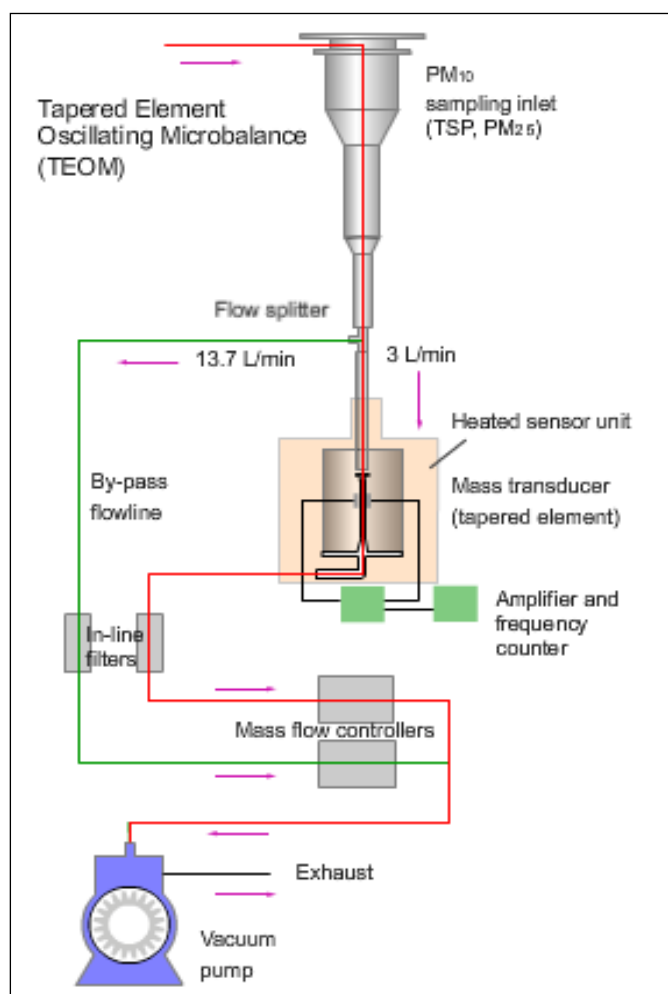 PM10
sampling inlet
(TSP, PM2.5)
Tapered Element
Oscillating Microbalance
(TEOM)
Flow splitter
13.7 L/min
3 L/min
Heated sensor unit
By-pass
flowline
Mass transducer
(tapered element)
Amplifier and
frequency
counter
In-line
filters
Mass flow controllers
Exhaust
Vacuum
pump